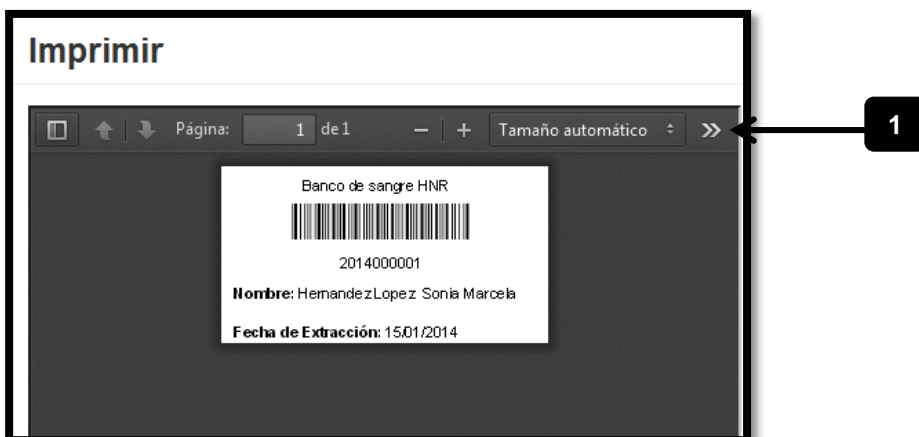 Imprimir
Página: 1 de 1 − + Tamaño automático
1
Banco de sangre HNR
2014000001
Nombre: Hernandez Lopez Sonia Marcela
Fecha de Extracción: 15/01/2014